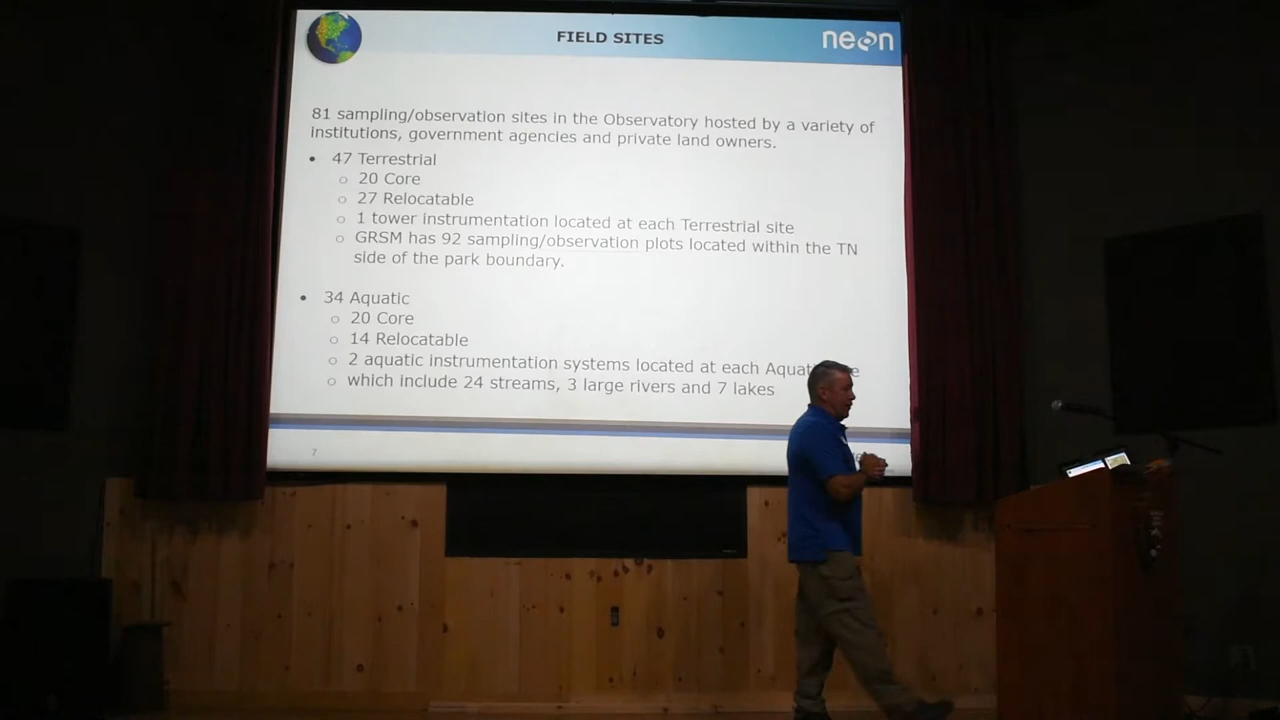 FIELD SITES
neon
81 sampling/observation sites in the Observatory hosted by a variety of
institutions, government agencies and private land owners.
• 47 Terrestrial
o 20 Core
o 27 Relocatable
o 1 tower instrumentation located at each Terrestrial site
o GRSM has 92 sampling/observation plots located within the TN
side of the park boundary.
• 34 Aquatic
o 20 Core
o 14 Relocatable
o 2 aquatic instrumentation systems located at each
o which include 24 streams, 3 large rivers and 7 lakes
7